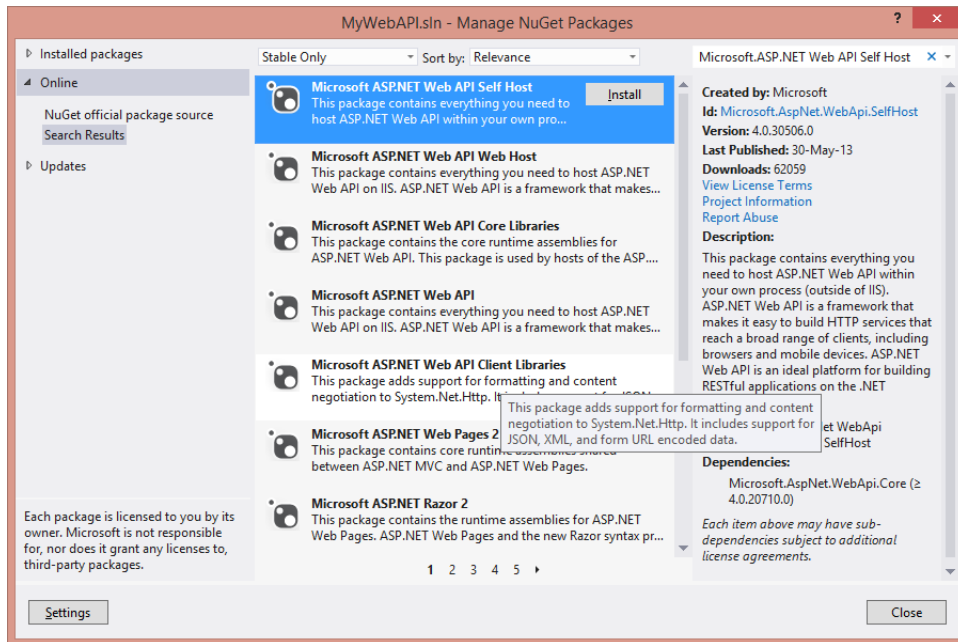 MyWebAPI.sln - Manage NuGet Packages
?
×
Installed packages
Online
NuGet official package source
Search Results
Updates
Each package is licensed to you by its
owner. Microsoft is not responsible
for, nor does it grant any licenses to,
third-party packages.
Stable Only
Sort by: Relevance
Microsoft ASP.NET Web API Self Host
This package contains everything you need to
host ASP.NET Web API within your own pro...
Install
Microsoft ASP.NET Web API Web Host
This package contains everything you need to host ASP.NET
Web API on IIS. ASP.NET Web API is a framework that makes...
Microsoft ASP.NET Web API Core Libraries
This package contains the core runtime assemblies for
ASP.NET Web API. This package is used by hosts of the ASP....
Microsoft ASP.NET Web API
This package contains everything you need to host ASP.NET
Web API on IIS. ASP.NET Web API is a framework that makes...
Microsoft ASP.NET Web API Client Libraries
This package adds support for formatting and content
negotiation to System.Net.Http. It
This package adds support for formatting and content
negotiation to System.Net.Http. It includes support for
JSON, XML, and form URL encoded data.
Microsoft ASP.NET Web Pages 2
This package contains core runtime assemblies shared
between ASP.NET MVC and ASP.NET Web Pages.
Microsoft ASP.NET Razor 2
This package contains the runtime assemblies for ASP.NET
Web Pages. ASP.NET Web Pages and the new Razor syntax pr...
1 2 3 4 5
Microsoft.ASP.NET Web API Self Host
Created by: Microsoft
Id: Microsoft.AspNet.WebApi.SelfHost
Version: 4.0.30506.0
Last Published: 30-May-13
Downloads: 62059
View License Terms
Project Information
Report Abuse
Description:
This package contains everything you
need to host ASP.NET Web API within
your own process (outside of IIS).
ASP.NET Web API is a framework that
makes it easy to build HTTP services that
reach a broad range of clients, including
browsers and mobile devices. ASP.NET
Web API is an ideal platform for building
RESTful applications on the .NET
et WebApi
SelfHost
Dependencies:
Microsoft.AspNet.WebApi.Core (≥
4.0.20710.0)
Each item above may have sub-
dependencies subject to additional
license agreements.
Settings
Close